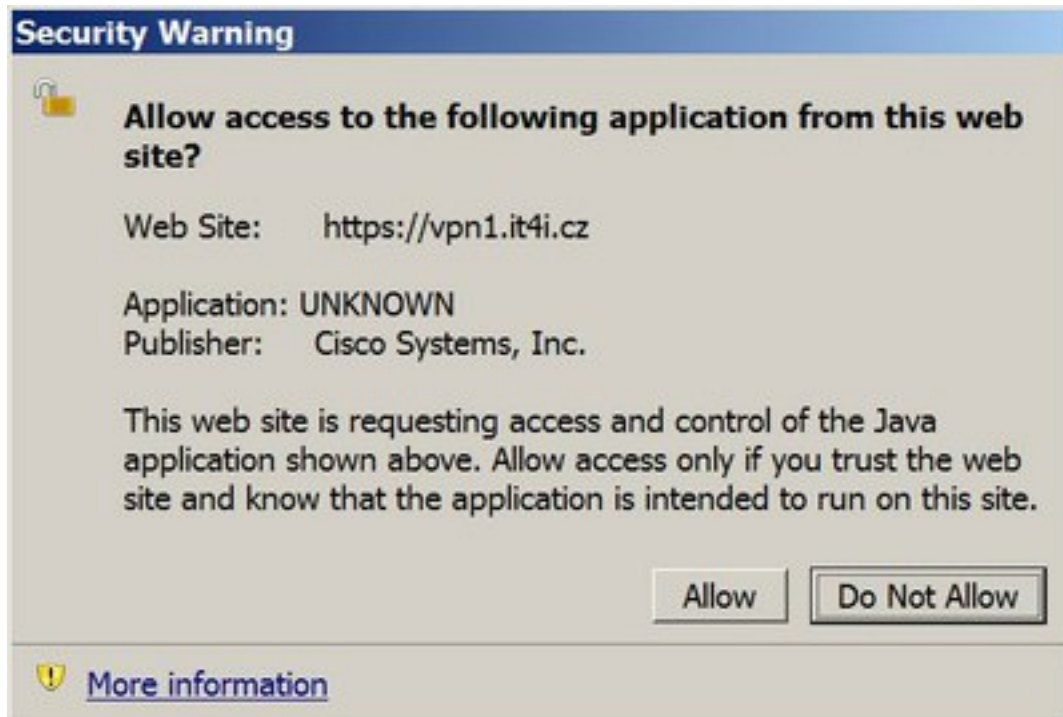 Security Warning
Allow access to the following application from this web
site?
Web Site: https://vpn1.it4i.cz
Application: UNKNOWN
Publisher: Cisco Systems, Inc.
This web site is requesting access and control of the Java
application shown above. Allow access only if you trust the web
site and know that the application is intended to run on this site.
Allow Do Not Allow
More information